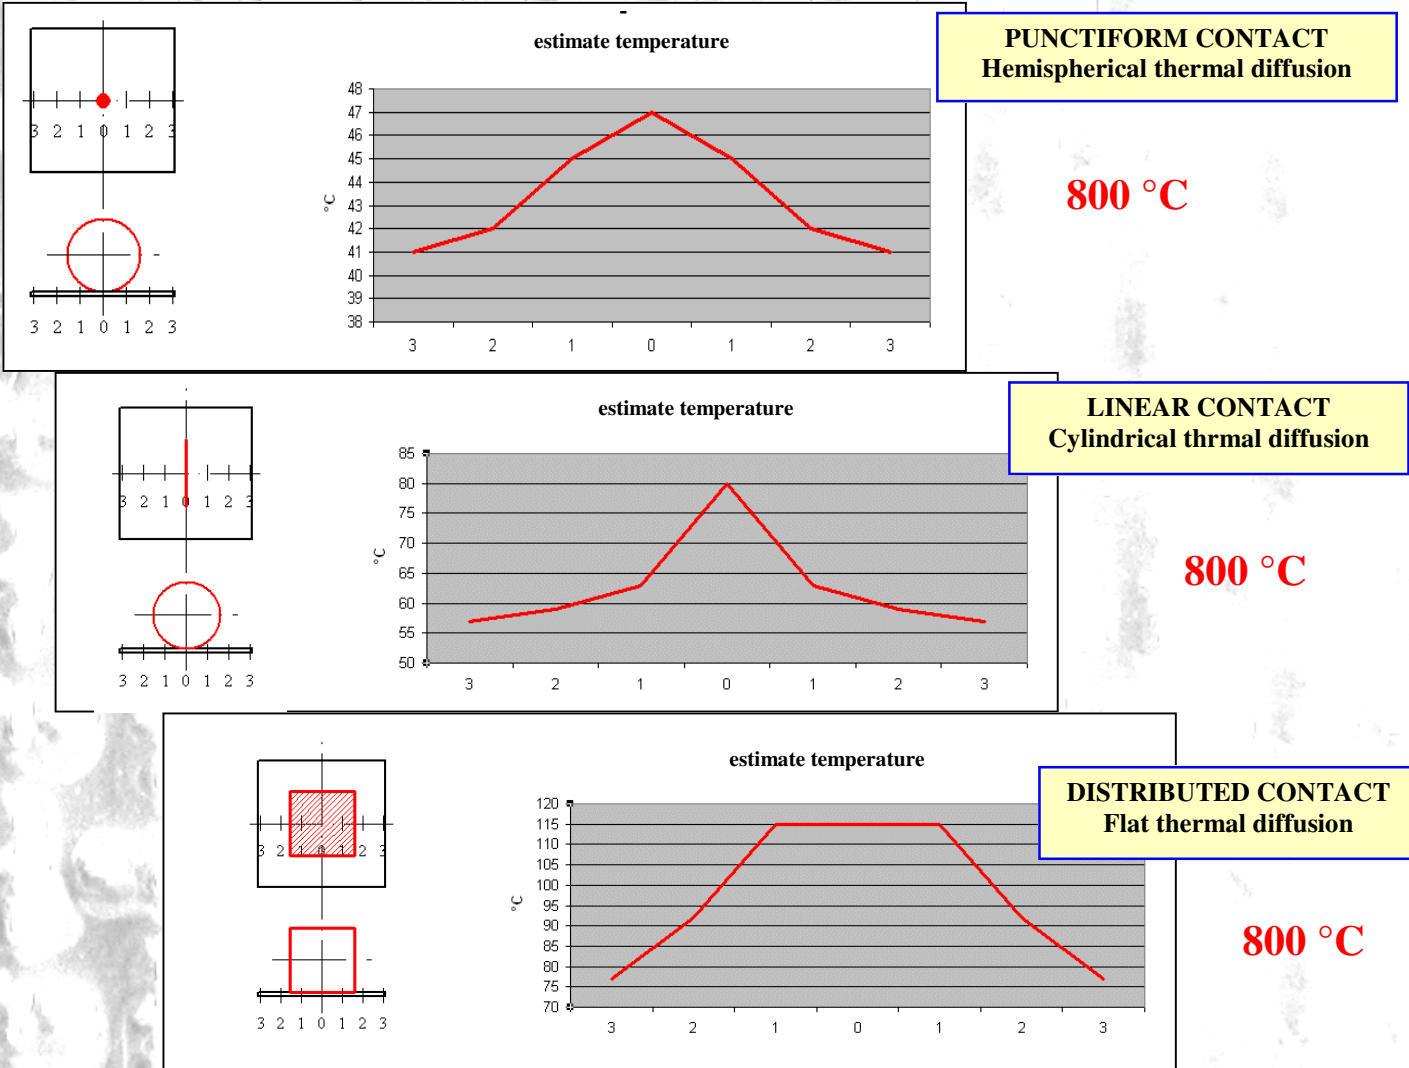 estimate temperature
PUNCTIFORM CONTACT
Hemispherical thermal diffusion
800 °C
3 2 1 0 1 2 3
3 2 1 0 1 2 3
°C
48
47
46
45
44
43
42
41
40
39
38
3 2 1 0 1 2 3
estimate temperature
LINEAR CONTACT
Cylindrical thrmal diffusion
800 °C
3 2 1 0 1 2 3
3 2 1 0 1 2 3
°C
85
80
75
70
65
60
55
50
3 2 1 0 1 2 3
estimate temperature
DISTRIBUTED CONTACT
Flat thermal diffusion
800 °C
3 2 1 0 1 2 3
3 2 1 0 1 2 3
°C
120
115
110
105
100
95
90
85
80
75
70
3 2 1 0 1 2 3